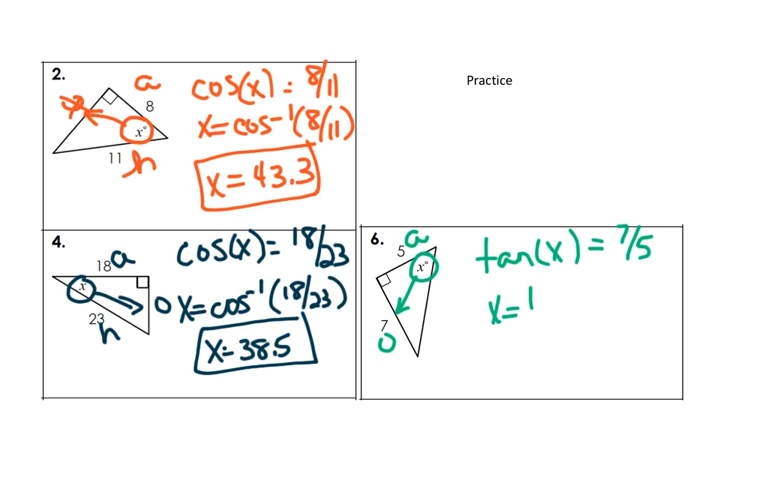 Practice
2.
a
8
x°
11
h
cos(x) = 8/11
x = cos⁻¹(8/11)
x = 43.3
4.
18 a
x
23
h
O
cos(x) = 18/23
x = cos⁻¹(18/23)
x = 38.5
6.
a
5
x°
7
O
tan(x) = 7/5
x =